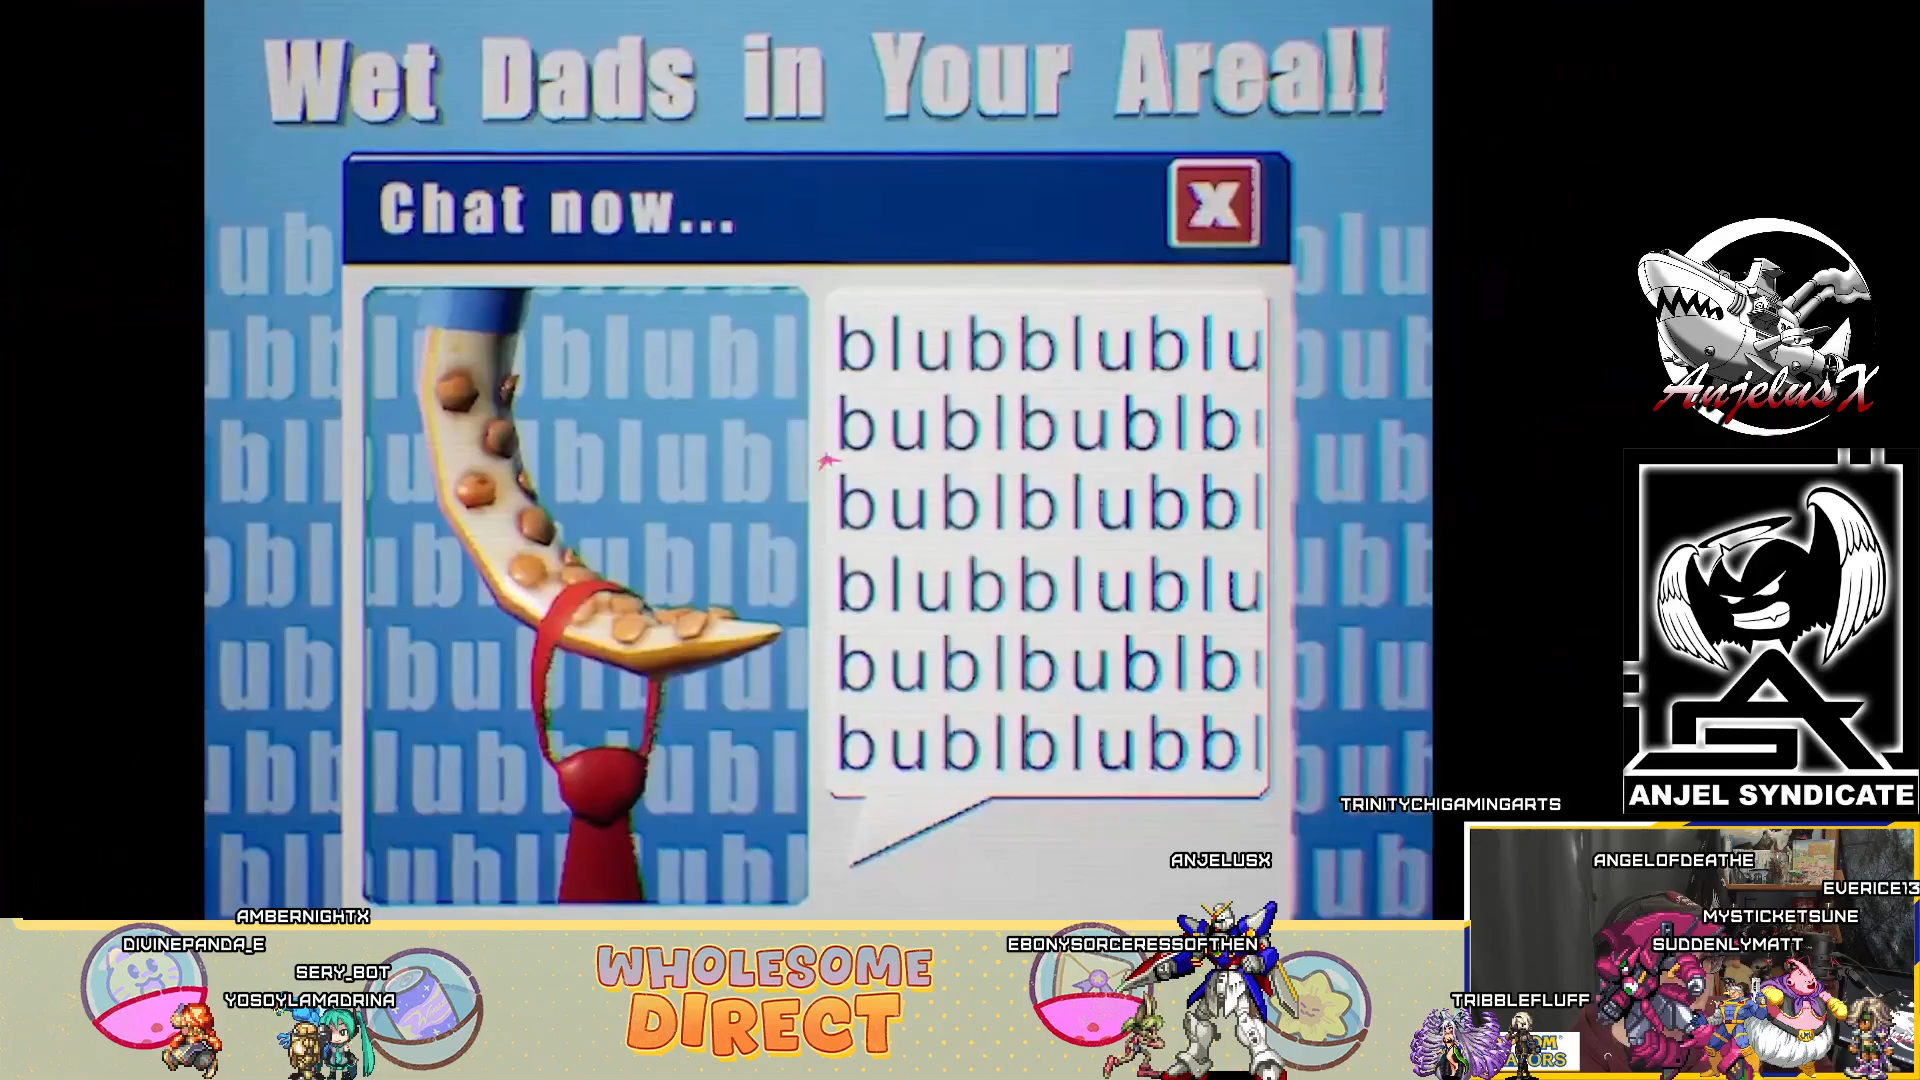 Wet Dads in Your Area!!
Chat now...
X
blubblublu
bublbublb
bublblubbl
blubblublu
bublbublb
bublblubbl
AnjelusX
ANJEL SYNDICATE
TRINITYCHIGAMINGARTS
ANJELUSX
ANGELOFDEATHE
EVERICE13
AMBERNIGHTX
MYSTICKETSUNE
DIVINEPANDA_E
EBONYSORCERESSOFTHEN
SUDDENLYMATT
SERY_BOT
YOSOYLAMADRINA
TRIBBLEFLUFF
WHOLESOME
DIRECT